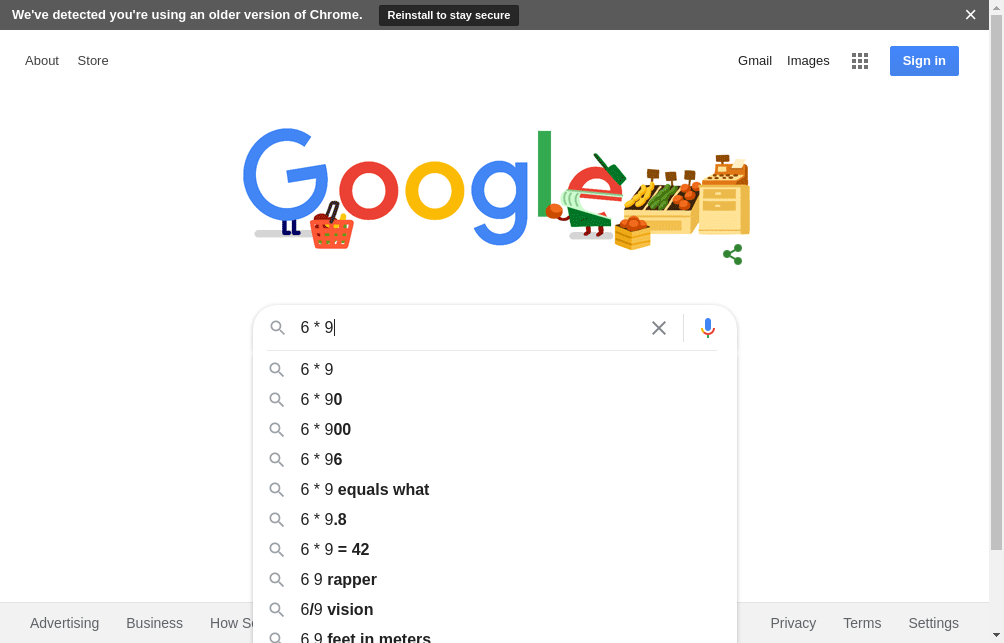 We've detected you're using an older version of Chrome. Reinstall to stay secure
About Store Gmail Images Sign in
Google
6 * 9
6 * 9
6 * 90
6 * 900
6 * 96
6 * 9 equals what
6 * 9.8
6 * 9 = 42
6 9 rapper
6/9 vision
6 9 feet in meters
Advertising Business How Privacy Terms Settings